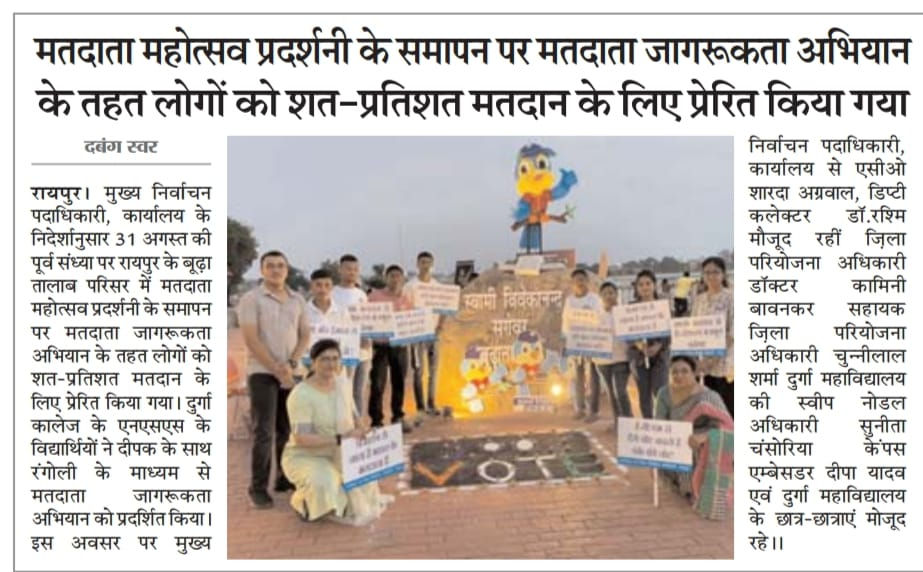 मतदाता महोत्सव प्रदर्शनी के समापन पर मतदाता जागरूकता अभियान
के तहत लोगों को शत-प्रतिशत मतदान के लिए प्रेरित किया गया
दबंग स्वर
रायपुर। मुख्य निर्वाचन
पदाधिकारी, कार्यालय के
निदेर्शानुसार 31 अगस्त की
पूर्व संध्या पर रायपुर के बूढ़ा
तालाब परिसर में मतदाता
महोत्सव प्रदर्शनी के समापन
पर मतदाता जागरूकता
अभियान के तहत लोगों को
शत-प्रतिशत मतदान के
लिए प्रेरित किया गया। दुर्गा
कालेज के एनएसएस के
विद्यार्थियों ने दीपक के साथ
रंगोली के माध्यम से
मतदाता जागरूकता
अभियान को प्रदर्शित किया।
इस अवसर पर मुख्य
स्वामी विवेकानन्द
सरोवर
VOTE
निर्वाचन पदाधिकारी,
कार्यालय से एसीओ
शारदा अग्रवाल, डिप्टी
कलेक्टर डॉ.रश्मि
मौजूद रहीं ज़िला
परियोजना अधिकारी
डॉक्टर कामिनी
बावनकर सहायक
ज़िला परियोजना
अधिकारी चुन्नीलाल
शर्मा दुर्गा महाविद्यालय
की स्वीप नोडल
अधिकारी सुनीता
चंसोरिया केंपस
एम्बेसडर दीपा यादव
एवं दुर्गा महाविद्यालय
के छात्र-छात्राएं मोजूद
रहे।।